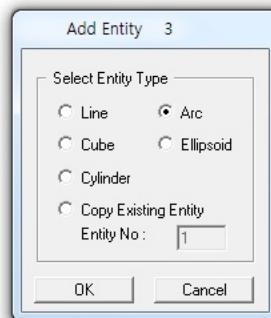 Add Entity 3
Select Entity Type
Line Arc
Cube Ellipsoid
Cylinder
Copy Existing Entity
Entity No : 1
OK Cancel